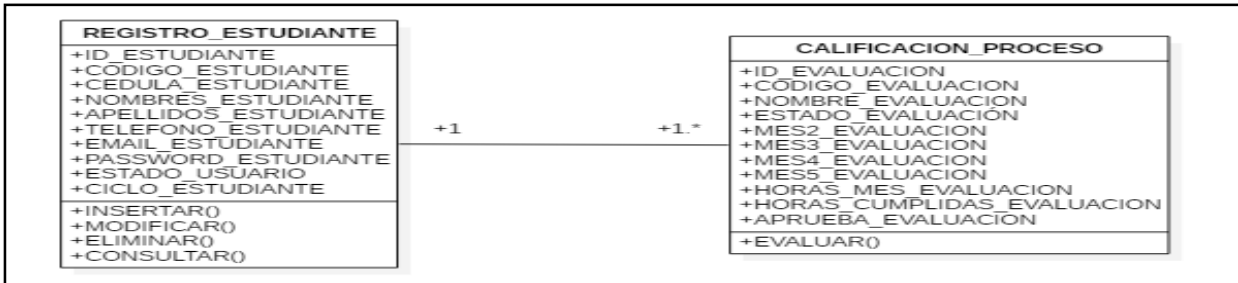 REGISTRO_ESTUDIANTE
+ID_ESTUDIANTE
+CODIGO_ESTUDIANTE
+CEDULA_ESTUDIANTE
+NOMBRES_ESTUDIANTE
+APELLIDOS_ESTUDIANTE
+TELEFONO_ESTUDIANTE
+EMAIL_ESTUDIANTE
+PASSWORD_ESTUDIANTE
+ESTADO_USUARIO
+CICLO_ESTUDIANTE
+INSERTAR()
+MODIFICAR()
+ELIMINAR()
+CONSULTAR()
+1
+1.*
CALIFICACION_PROCESO
+ID_EVALUACION
+CODIGO_EVALUACION
+NOMBRE_EVALUACION
+ESTADO_EVALUACIÓN
+MES2_EVALUACION
+MES3_EVALUACION
+MES4_EVALUACION
+MES5_EVALUACION
+HORAS_MES_EVALUACION
+HORAS_CUMPLIDAS_EVALUACION
+APRUEBA_EVALUACION
+EVALUAR()